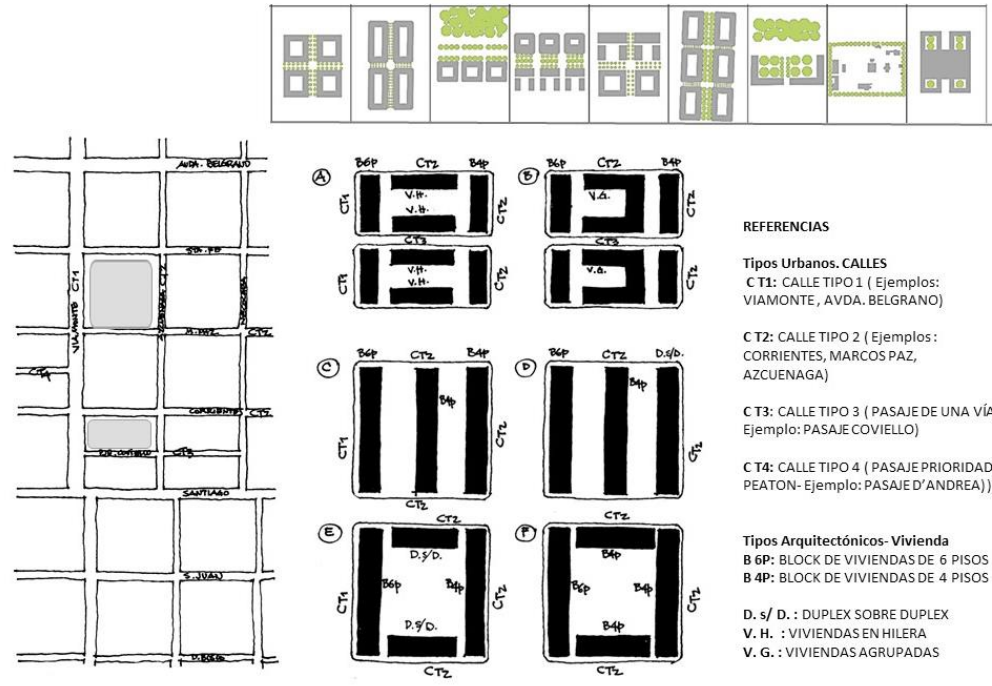 AVDA. BELGRANO
STA. FE
VIAMONTE CT1
AZCUENAGA CT2
M. PAZ CT2
CT4
CORRIENTES CT2
PJE. COVIELLO CT3
SANTIAGO
S. JUAN
D. BOSCO
A
B6P CT2 B4P
CT1
V.H.
V.H.
CT2
CT3
CT1
V.H.
V.H.
CT2
B
B6P CT2 B4P
V.G.
CT2
CT3
V.G.
CT2
C
B6P CT2 B4P
B4P
CT1
CT2
CT2
D
B6P CT2 D.S/D.
B4P
CT2
E
CT2
D.S/D.
CT1
B6P
B4P
CT2
D.S/D.
CT2
F
CT2
B4P
B6P
B4P
CT2
B4P
CT2
REFERENCIAS
Tipos Urbanos. CALLES
C T1: CALLE TIPO 1 ( Ejemplos:
VIAMONTE , AVDA. BELGRANO)
C T2: CALLE TIPO 2 ( Ejemplos :
CORRIENTES, MARCOS PAZ,
AZCUENAGA)
C T3: CALLE TIPO 3 ( PASAJE DE UNA VÍA
Ejemplo: PASAJE COVIELLO)
C T4: CALLE TIPO 4 ( PASAJE PRIORIDAD
PEATON- Ejemplo: PASAJE D'ANDREA))
Tipos Arquitectónicos- Vivienda
B 6P: BLOCK DE VIVIENDAS DE 6 PISOS
B 4P: BLOCK DE VIVIENDAS DE 4 PISOS
D. s/ D. : DUPLEX SOBRE DUPLEX
V. H. : VIVIENDAS EN HILERA
V. G. : VIVIENDAS AGRUPADAS